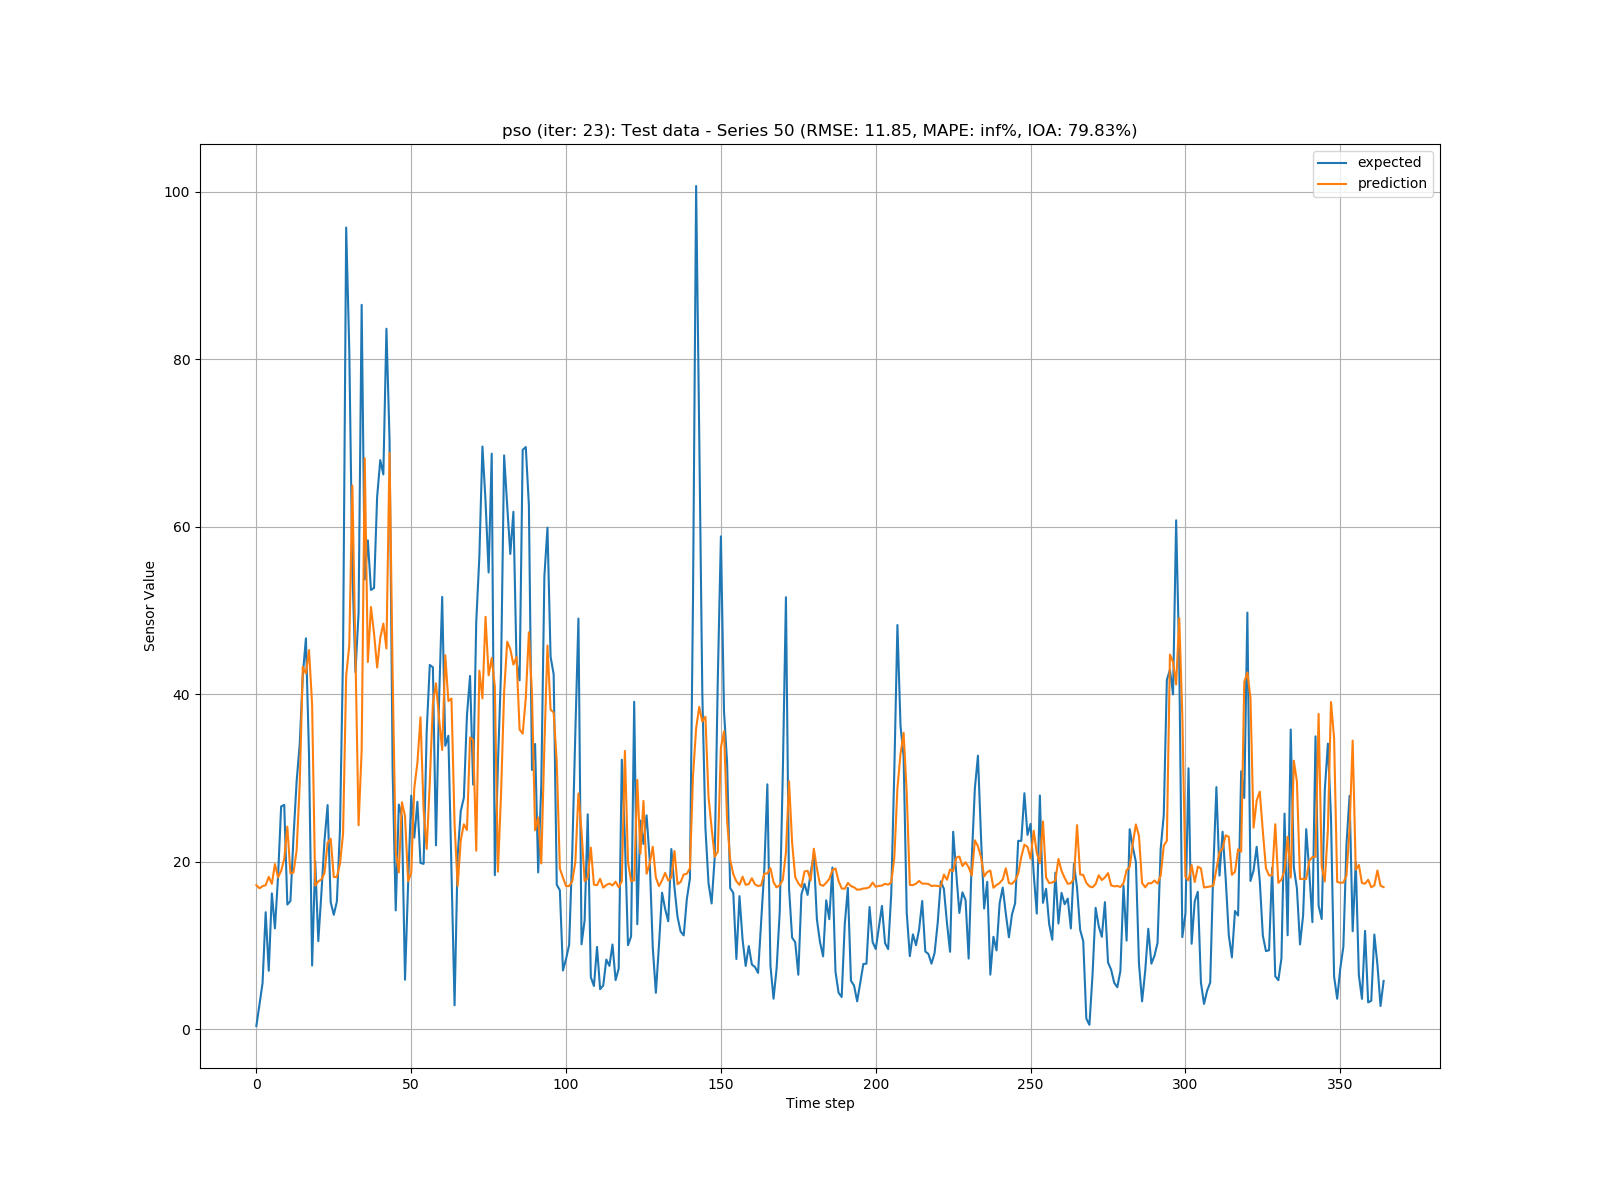 pso (iter: 23): Test data - Series 50 (RMSE: 11.85, MAPE: inf%, IOA: 79.83%)
expected
prediction
100
80
60
40
20
0
Sensor Value
0 50 100 150 200 250 300 350
Time step